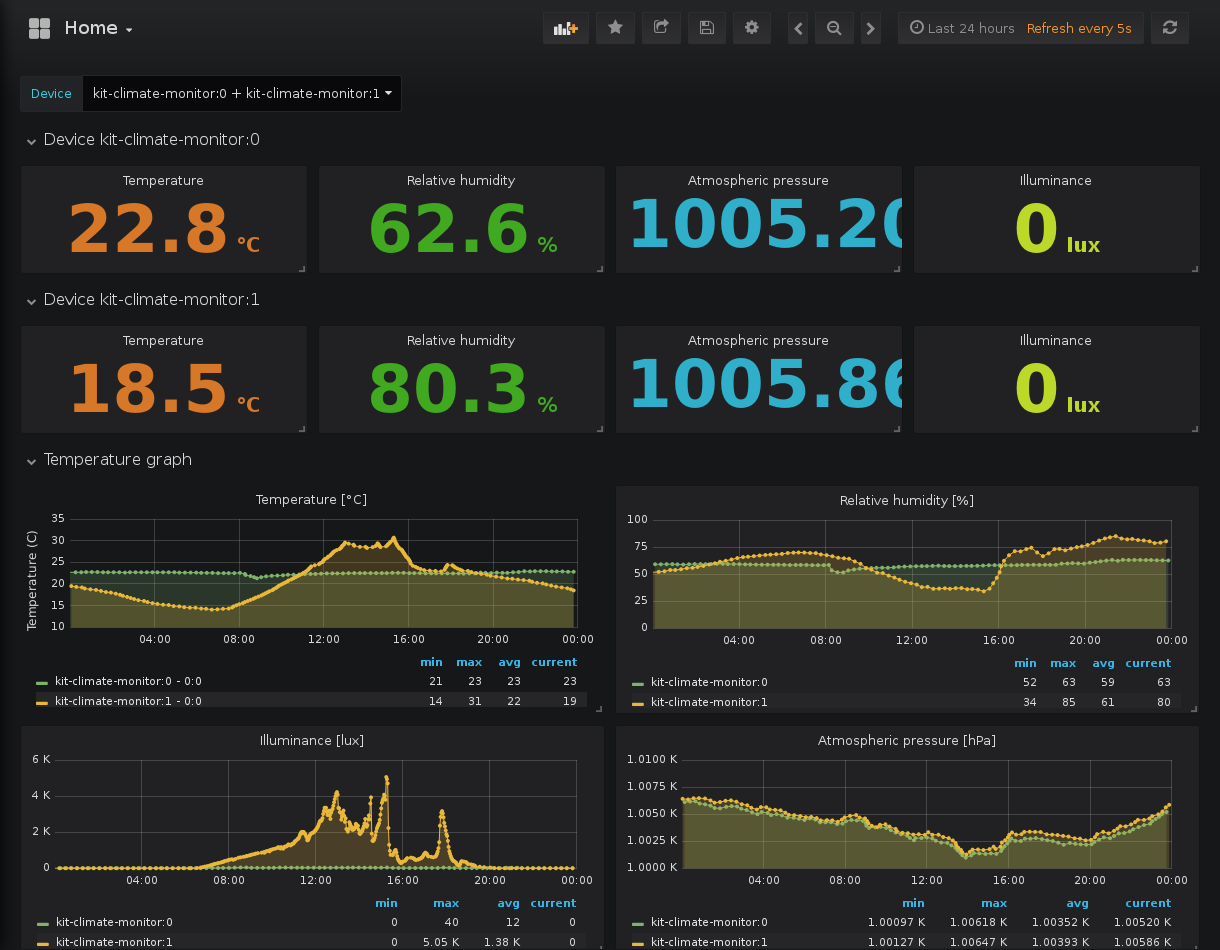 Home
Last 24 hours Refresh every 5s
Device kit-climate-monitor:0 + kit-climate-monitor:1
Device kit-climate-monitor:0
Temperature Relative humidity Atmospheric pressure Illuminance
22.8 °C 62.6 % 1005.20 0 lux
Device kit-climate-monitor:1
Temperature Relative humidity Atmospheric pressure Illuminance
18.5 °C 80.3 % 1005.86 0 lux
Temperature graph
Temperature [°C]
Temperature (C)
35
30
25
20
15
10
04:00 08:00 12:00 16:00 20:00 00:00
min max avg current
kit-climate-monitor:0 - 0:0 21 23 23 23
kit-climate-monitor:1 - 0:0 14 31 22 19
Relative humidity [%]
100
75
50
25
0
04:00 08:00 12:00 16:00 20:00 00:00
min max avg current
kit-climate-monitor:0 52 63 59 63
kit-climate-monitor:1 34 85 61 80
Illuminance [lux]
6 K
4 K
2 K
0
04:00 08:00 12:00 16:00 20:00 00:00
min max avg current
kit-climate-monitor:0 0 40 12 0
kit-climate-monitor:1 0 5.05 K 1.38 K 0
Atmospheric pressure [hPa]
1.0100 K
1.0075 K
1.0050 K
1.0025 K
1.0000 K
04:00 08:00 12:00 16:00 20:00 00:00
min max avg current
kit-climate-monitor:0 1.00097 K 1.00618 K 1.00352 K 1.00520 K
kit-climate-monitor:1 1.00127 K 1.00647 K 1.00393 K 1.00586 K